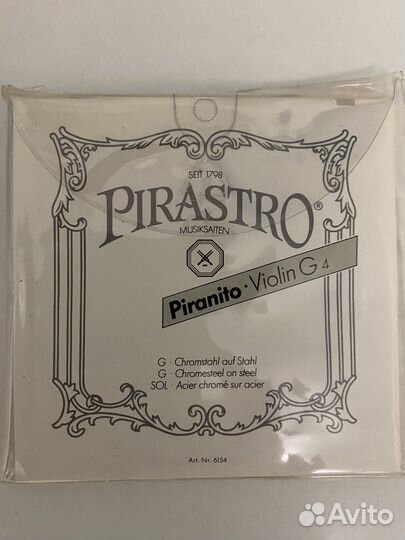 SEIT 1798
PIRASTRO®
MUSIKSAITEN
Piranito · Violin G 4
G · Chromstahl auf Stahl
G · Chromesteel on steel
SOL · Acier chromé sur acier
Art. Nr. 6154
Avito